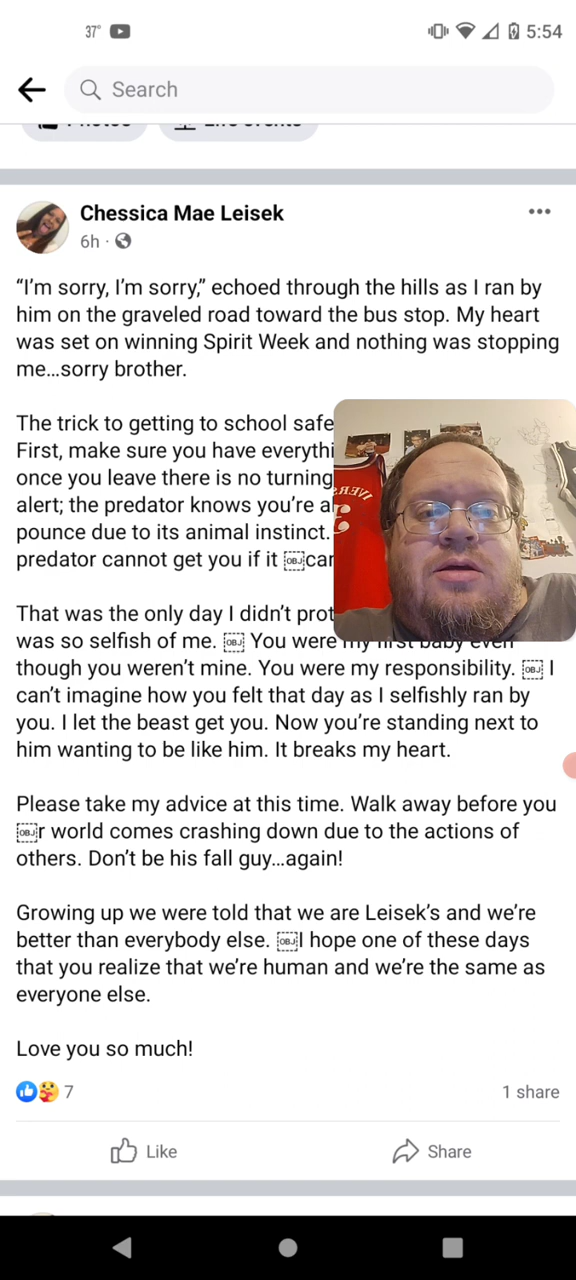 37°
5:54
Search
Chessica Mae Leisek
6h
“I’m sorry, I’m sorry,” echoed through the hills as I ran by
him on the graveled road toward the bus stop. My heart
was set on winning Spirit Week and nothing was stopping
me…sorry brother.
The trick to getting to school safe
First, make sure you have everythi
once you leave there is no turning
alert; the predator knows you’re a
pounce due to its animal instinct.
predator cannot get you if it car
That was the only day I didn’t prot
was so selfish of me. You were my first baby even
though you weren’t mine. You were my responsibility. I
can’t imagine how you felt that day as I selfishly ran by
you. I let the beast get you. Now you’re standing next to
him wanting to be like him. It breaks my heart.
Please take my advice at this time. Walk away before you
r world comes crashing down due to the actions of
others. Don’t be his fall guy…again!
Growing up we were told that we are Leisek’s and we’re
better than everybody else. I hope one of these days
that you realize that we’re human and we’re the same as
everyone else.
Love you so much!
7
1 share
Like
Share